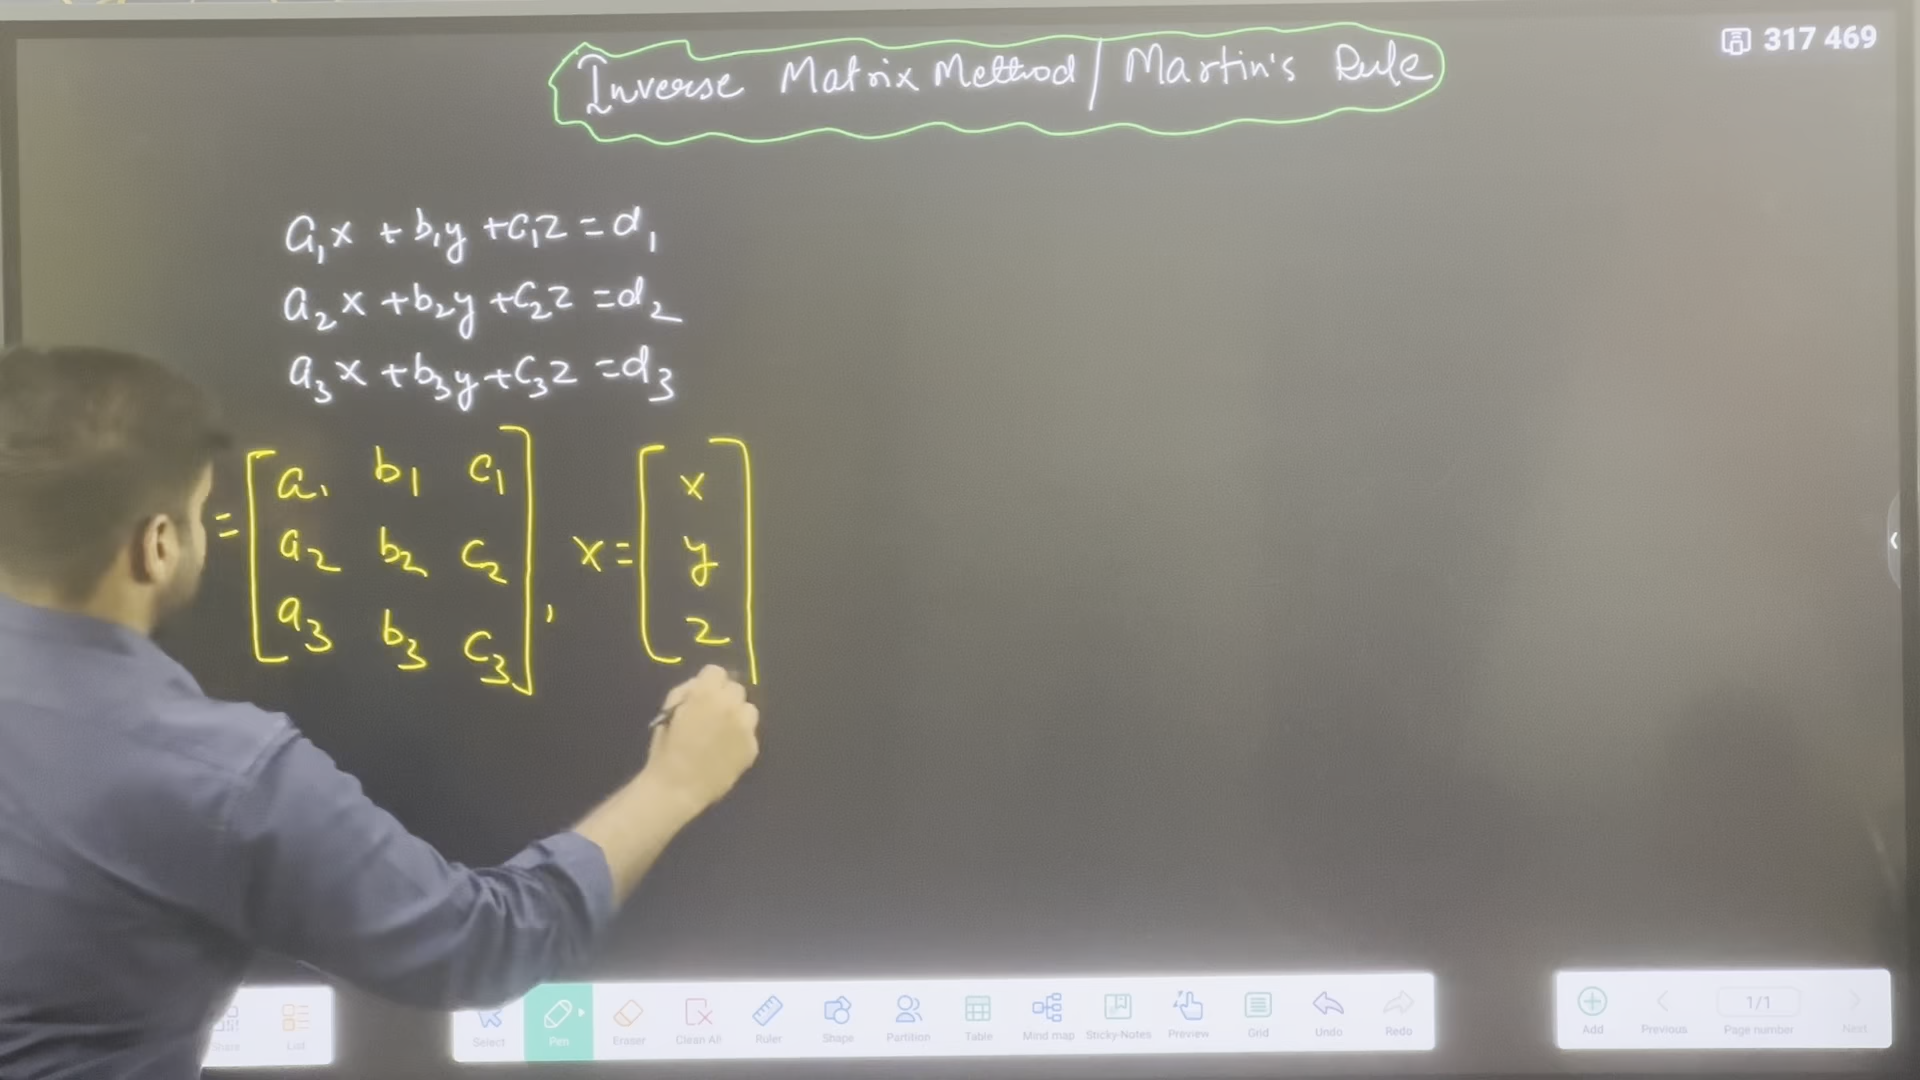 317 469
Inverse Matrix Method / Martin's Rule
a₁x + b₁y + c₁z = d₁
a₂x + b₂y + c₂z = d₂
a₃x + b₃y + c₃z = d₃
= [ a₁ b₁ c₁ ] , x = [ x ]
a₂ b₂ c₂ y
a₃ b₃ c₃ z
Share List Select Pen Eraser Clean All Ruler Shape Partition Table Mind map Sticky-Notes Preview Grid Undo Redo Add Previous 1/1 Page number Next